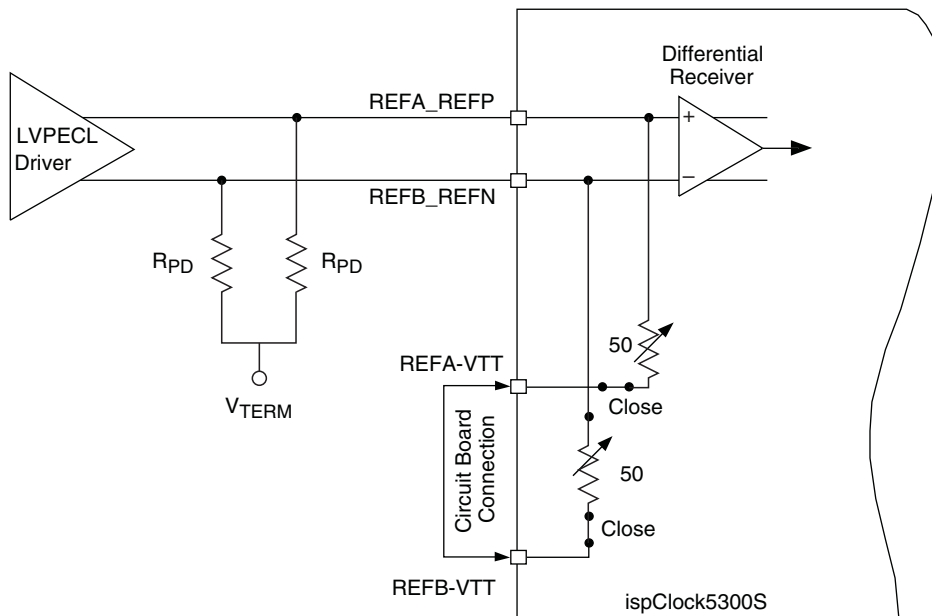 Differential
Receiver
REFA_REFP
+
LVPECL
Driver
−
REFB_REFN
RPD
RPD
50
REFA-VTT
VTERM
Close
Circuit Board
Connection
50
Close
REFB-VTT
ispClock5300S